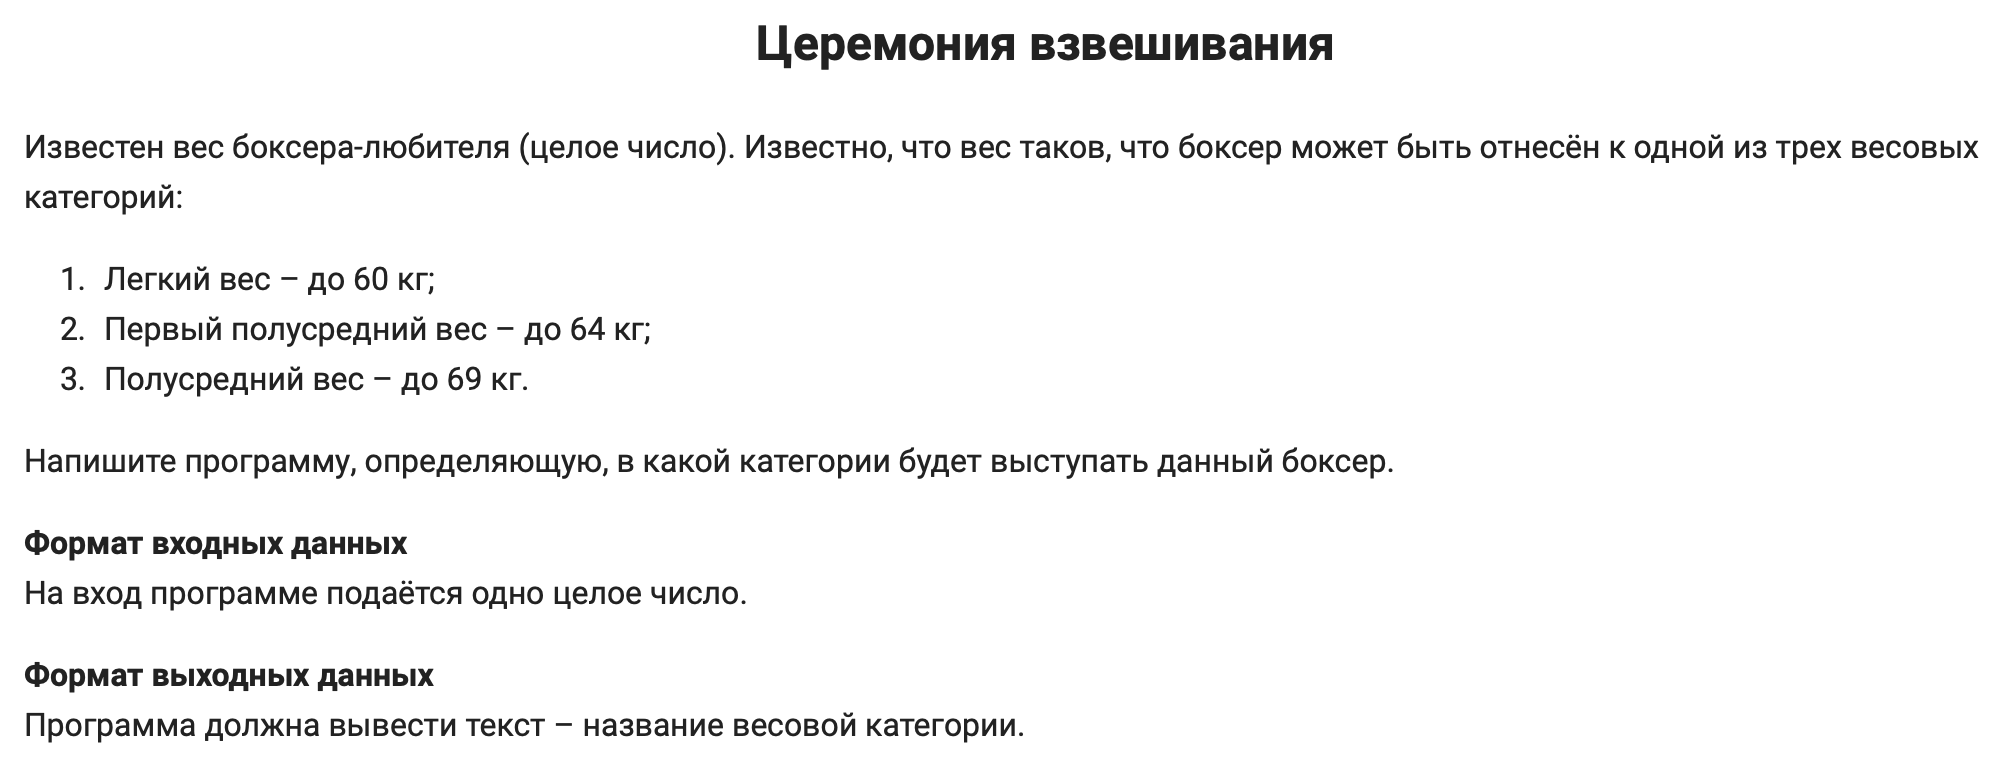 Церемония взвешивания
Известен вес боксера-любителя (целое число). Известно, что вес таков, что боксер может быть отнесён к одной из трех весовых
категорий:
1. Легкий вес – до 60 кг;
2. Первый полусредний вес – до 64 кг;
3. Полусредний вес – до 69 кг.
Напишите программу, определяющую, в какой категории будет выступать данный боксер.
Формат входных данных
На вход программе подаётся одно целое число.
Формат выходных данных
Программа должна вывести текст – название весовой категории.